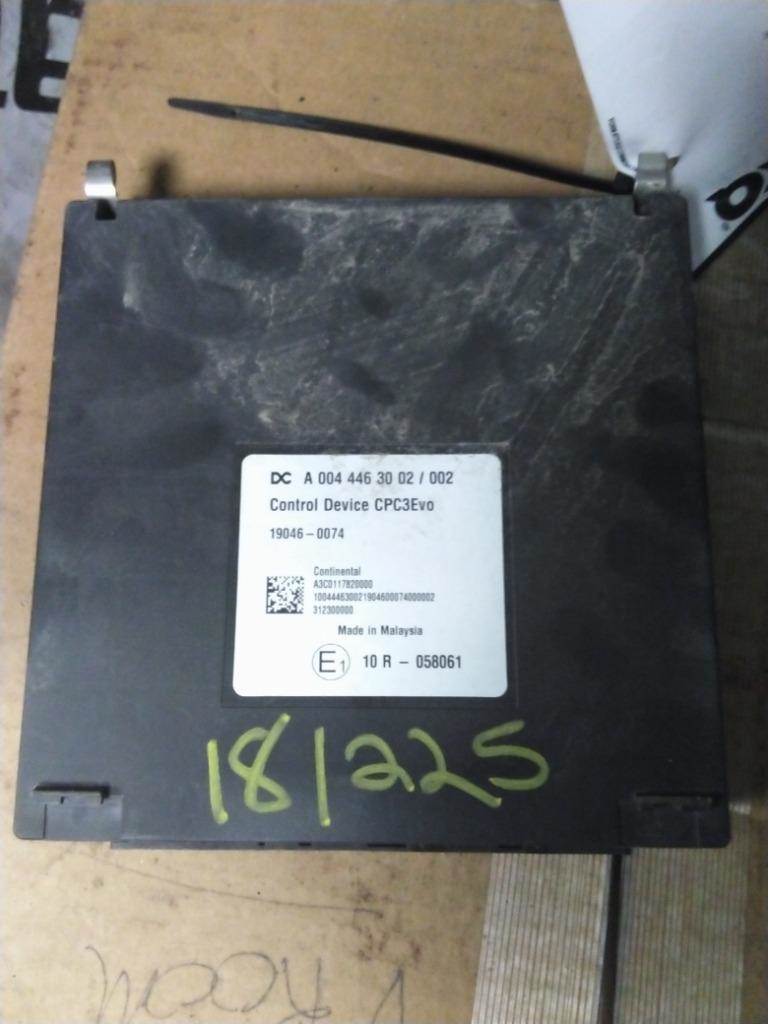 DC A 004 446 30 02 / 002
Control Device CPC3Evo
19046 – 0074
Continental
A3C0117820000
100444630021904600074000002
312300000
Made in Malaysia
E1 10 R – 058061
181225